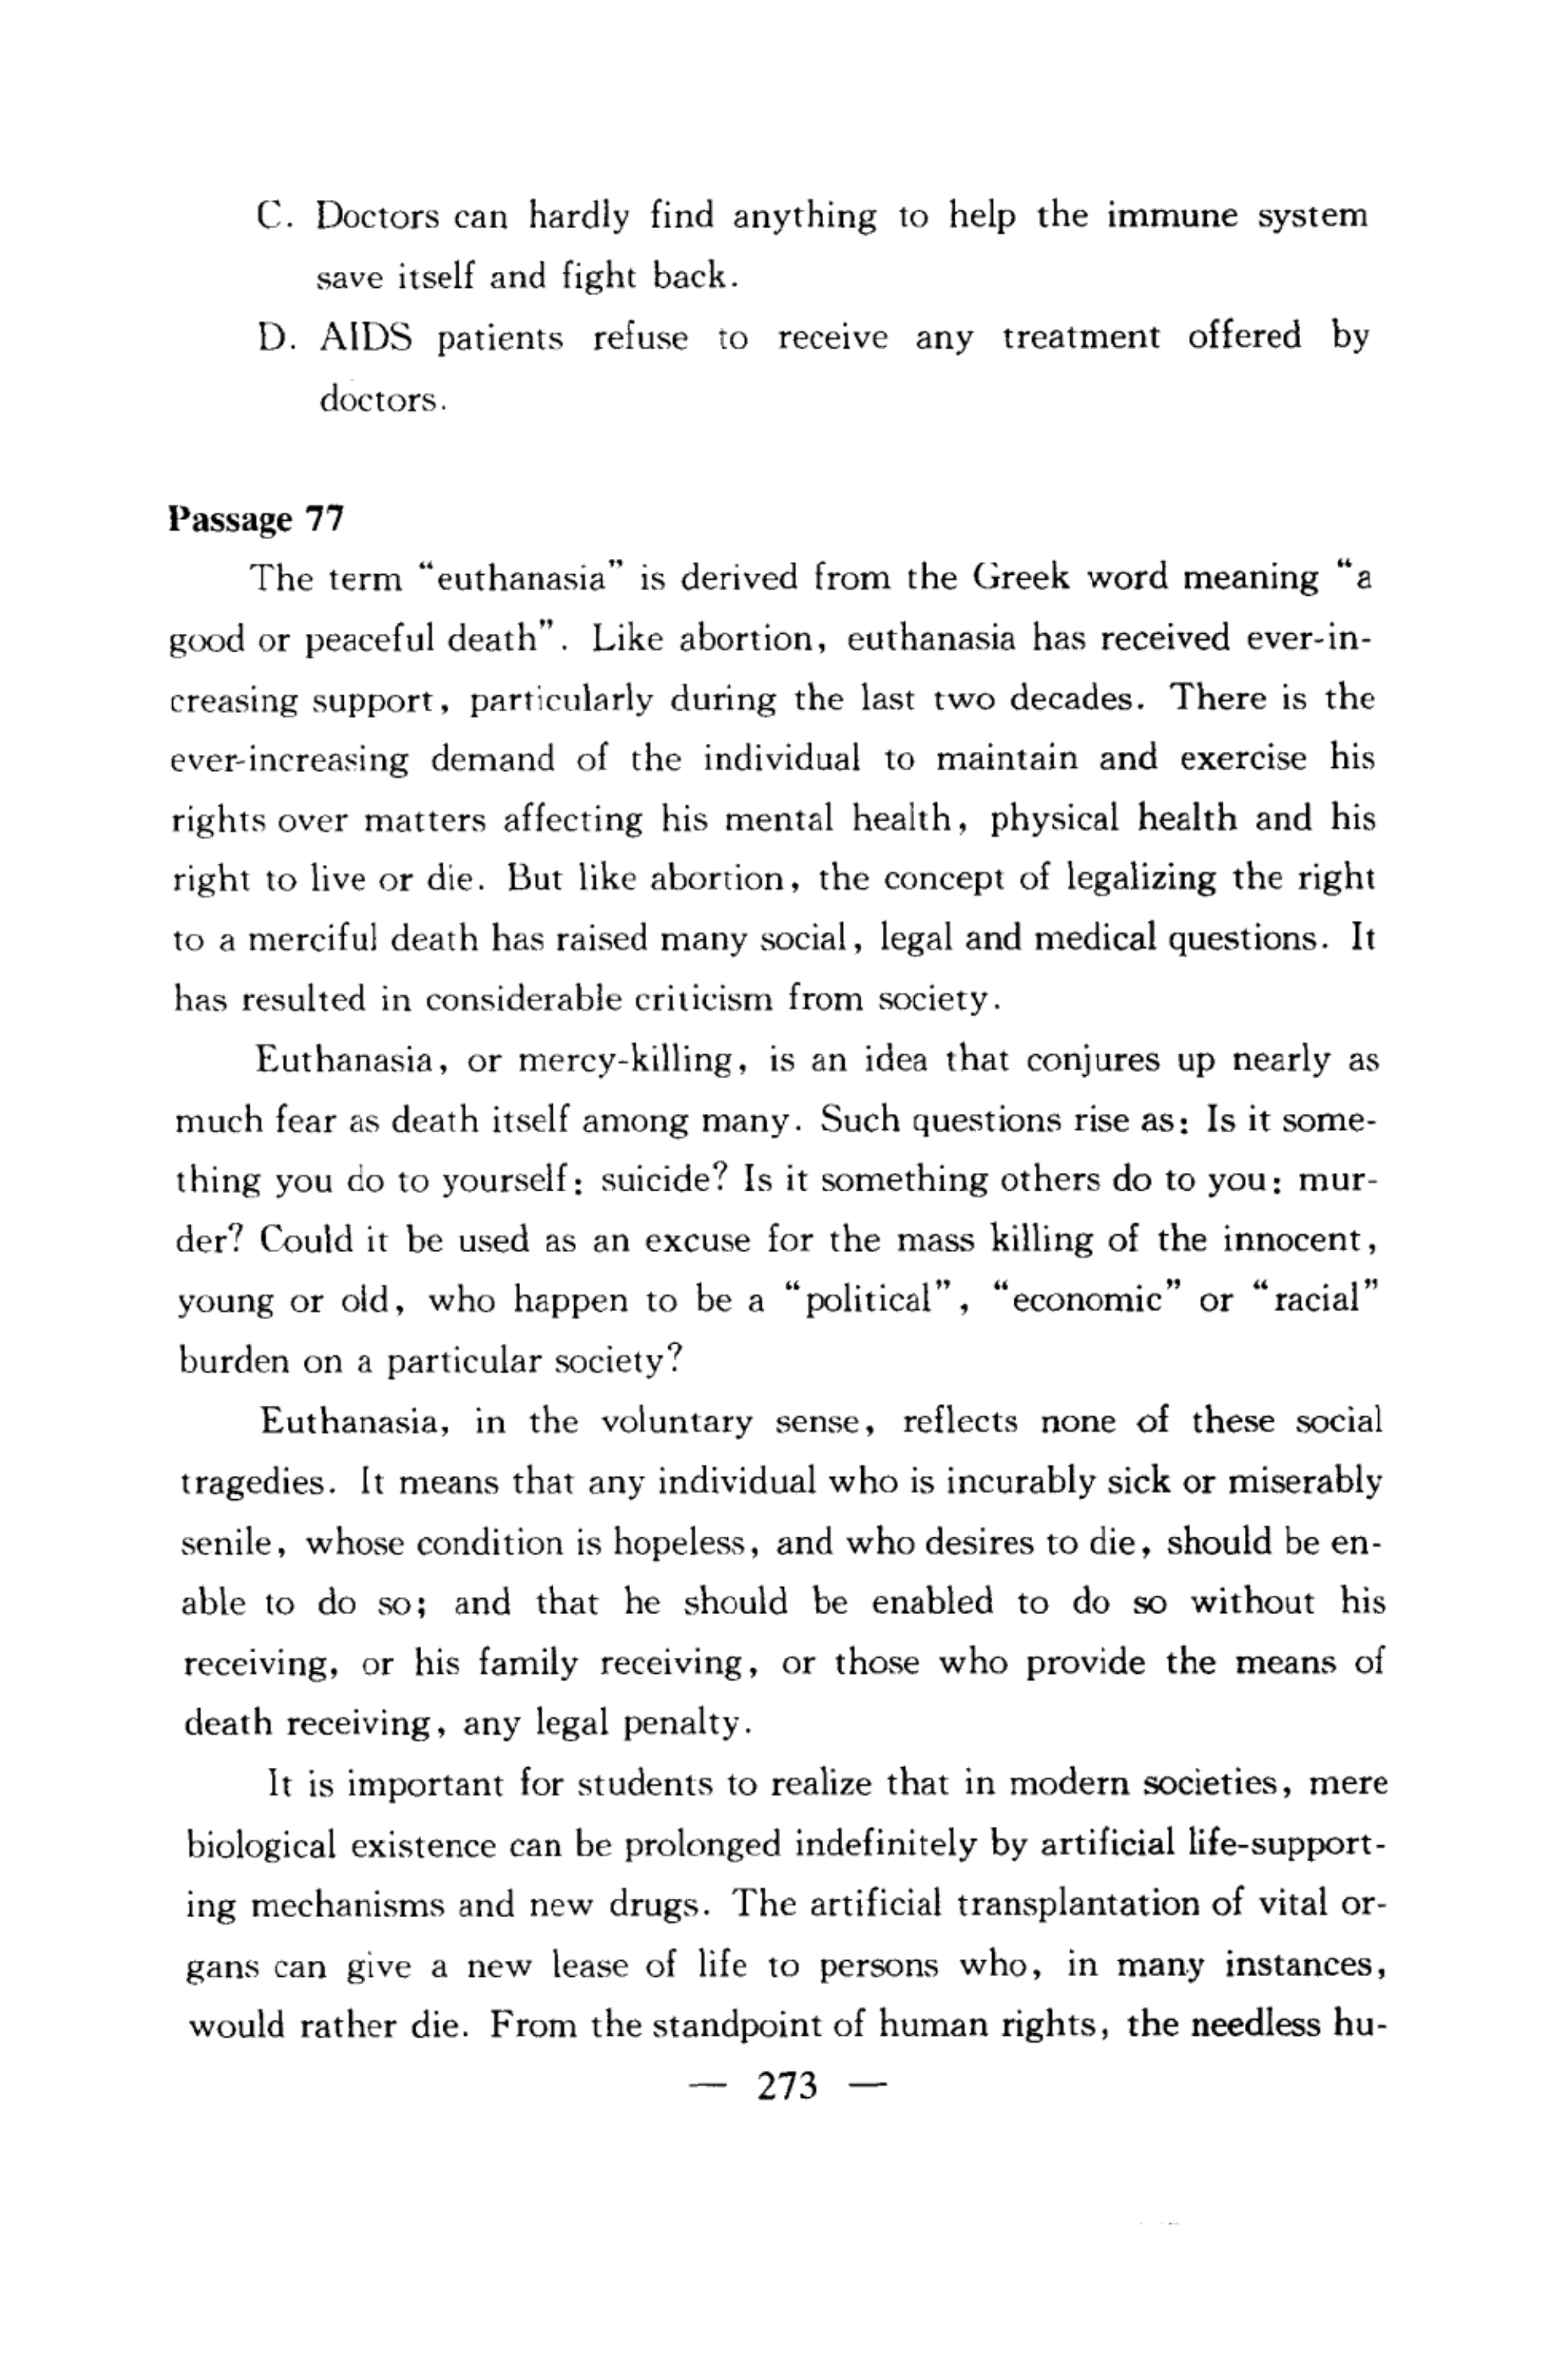 C. Doctors can hardly find anything to help the immune system
save itself and fight back.
D. AIDS patients refuse to receive any treatment offered by
doctors.
Passage 77
The term “euthanasia” is derived from the Greek word meaning “a
good or peaceful death”. Like abortion, euthanasia has received ever-in-
creasing support, particularly during the last two decades. There is the
ever-increasing demand of the individual to maintain and exercise his
rights over matters affecting his mental health, physical health and his
right to live or die. But like abortion, the concept of legalizing the right
to a merciful death has raised many social, legal and medical questions. It
has resulted in considerable criticism from society.
Euthanasia, or mercy-killing, is an idea that conjures up nearly as
much fear as death itself among many. Such questions rise as: Is it some-
thing you do to yourself: suicide? Is it something others do to you: mur-
der? Could it be used as an excuse for the mass killing of the innocent,
young or old, who happen to be a “political”, “economic” or “racial”
burden on a particular society?
Euthanasia, in the voluntary sense, reflects none of these social
tragedies. It means that any individual who is incurably sick or miserably
senile, whose condition is hopeless, and who desires to die, should be en-
able to do so; and that he should be enabled to do so without his
receiving, or his family receiving, or those who provide the means of
death receiving, any legal penalty.
It is important for students to realize that in modern societies, mere
biological existence can be prolonged indefinitely by artificial life-support-
ing mechanisms and new drugs. The artificial transplantation of vital or-
gans can give a new lease of life to persons who, in many instances,
would rather die. From the standpoint of human rights, the needless hu-
— 273 —